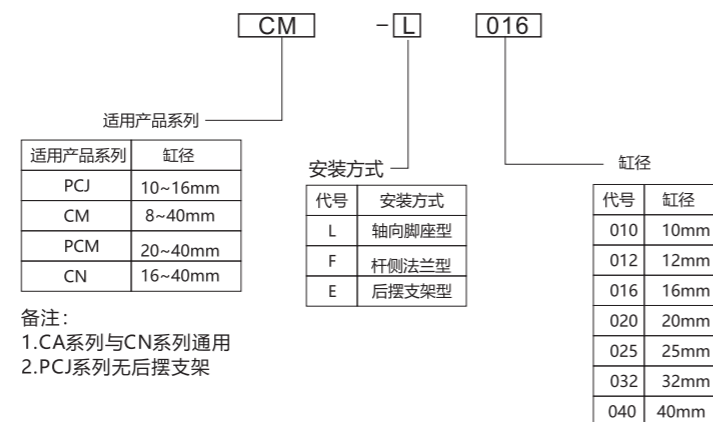 CM -L 016
适用产品系列
适用产品系列 缸径
PCJ 10~16mm
CM 8~40mm
PCM 20~40mm
CN 16~40mm
备注：
1.CA系列与CN系列通用
2.PCJ系列无后摆支架
安装方式
代号 安装方式
L 轴向脚座型
F 杆侧法兰型
E 后摆支架型
缸径
代号 缸径
010 10mm
012 12mm
016 16mm
020 20mm
025 25mm
032 32mm
040 40mm